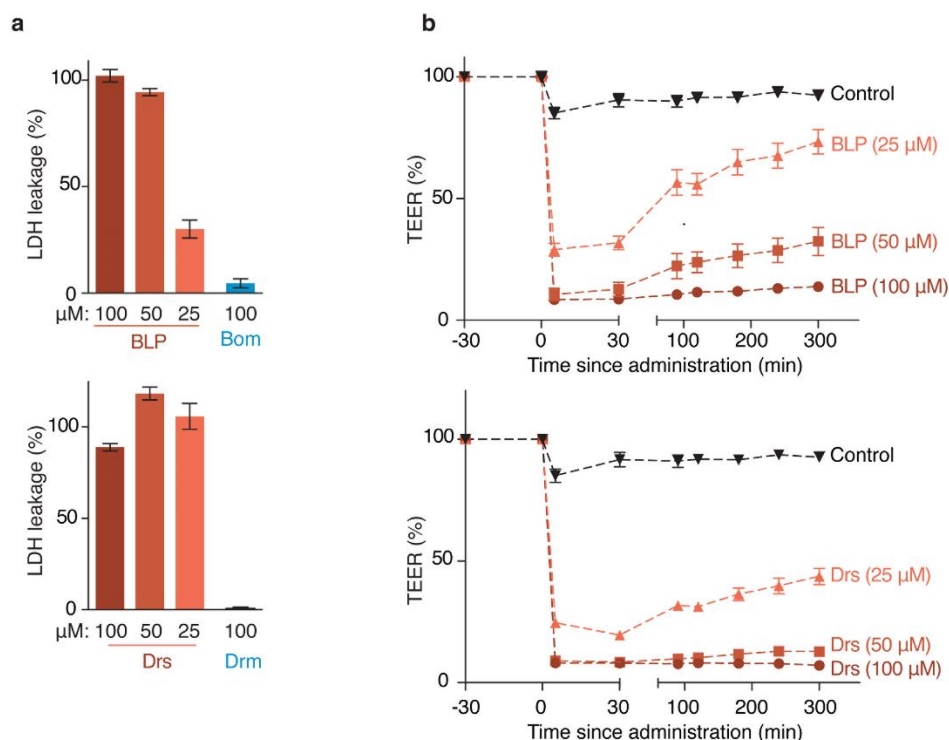 a
LDH leakage (%)
100
50
0
µM: 100 50 25 100
BLP Bom
LDH leakage (%)
100
50
0
µM: 100 50 25 100
Drs Drm
b
TEER (%)
100
50
0
Control
BLP (25 µM)
BLP (50 µM)
BLP (100 µM)
-30 0 30 100 200 300
Time since administration (min)
TEER (%)
100
50
0
Control
Drs (25 µM)
Drs (50 µM)
Drs (100 µM)
-30 0 30 100 200 300
Time since administration (min)